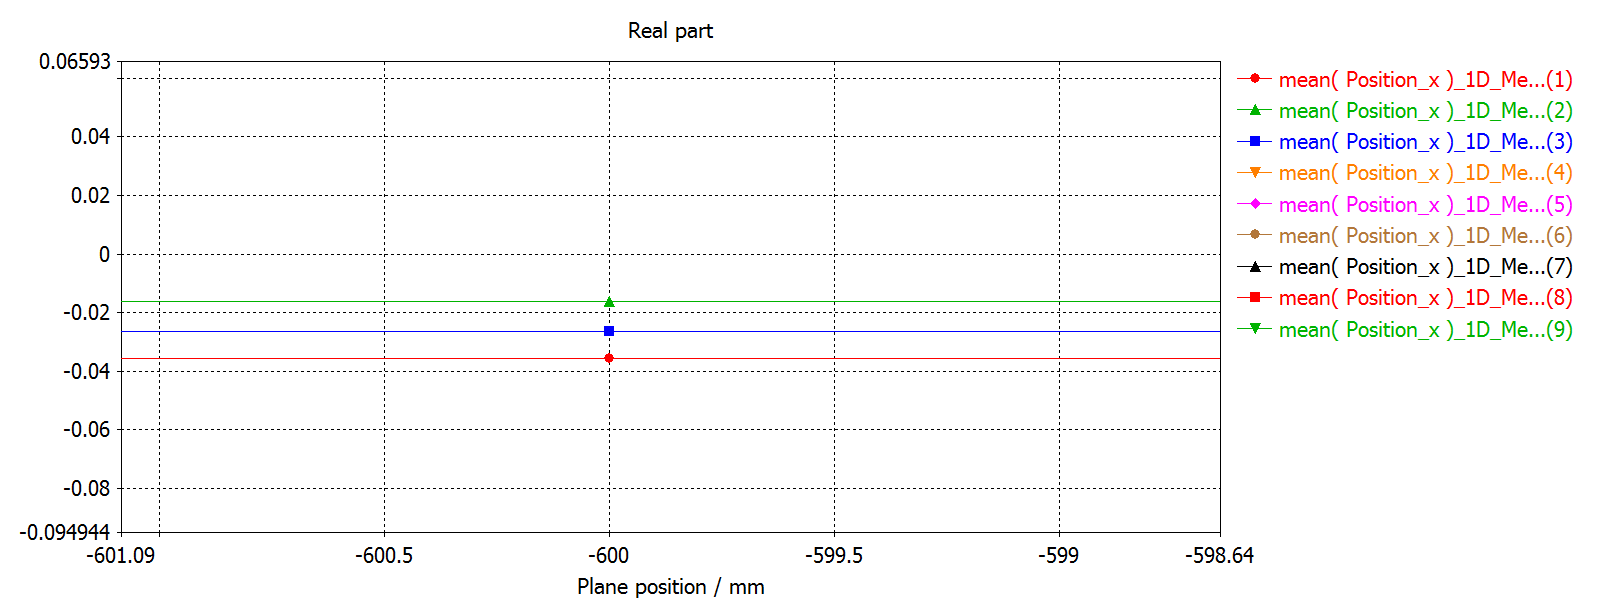 Real part
0.06593
0.04
0.02
0
-0.02
-0.04
-0.06
-0.08
-0.094944
-601.09
-600.5
-600
-599.5
-599
-598.64
Plane position / mm
mean( Position_x )_1D_Me...(1)
mean( Position_x )_1D_Me...(2)
mean( Position_x )_1D_Me...(3)
mean( Position_x )_1D_Me...(4)
mean( Position_x )_1D_Me...(5)
mean( Position_x )_1D_Me...(6)
mean( Position_x )_1D_Me...(7)
mean( Position_x )_1D_Me...(8)
mean( Position_x )_1D_Me...(9)